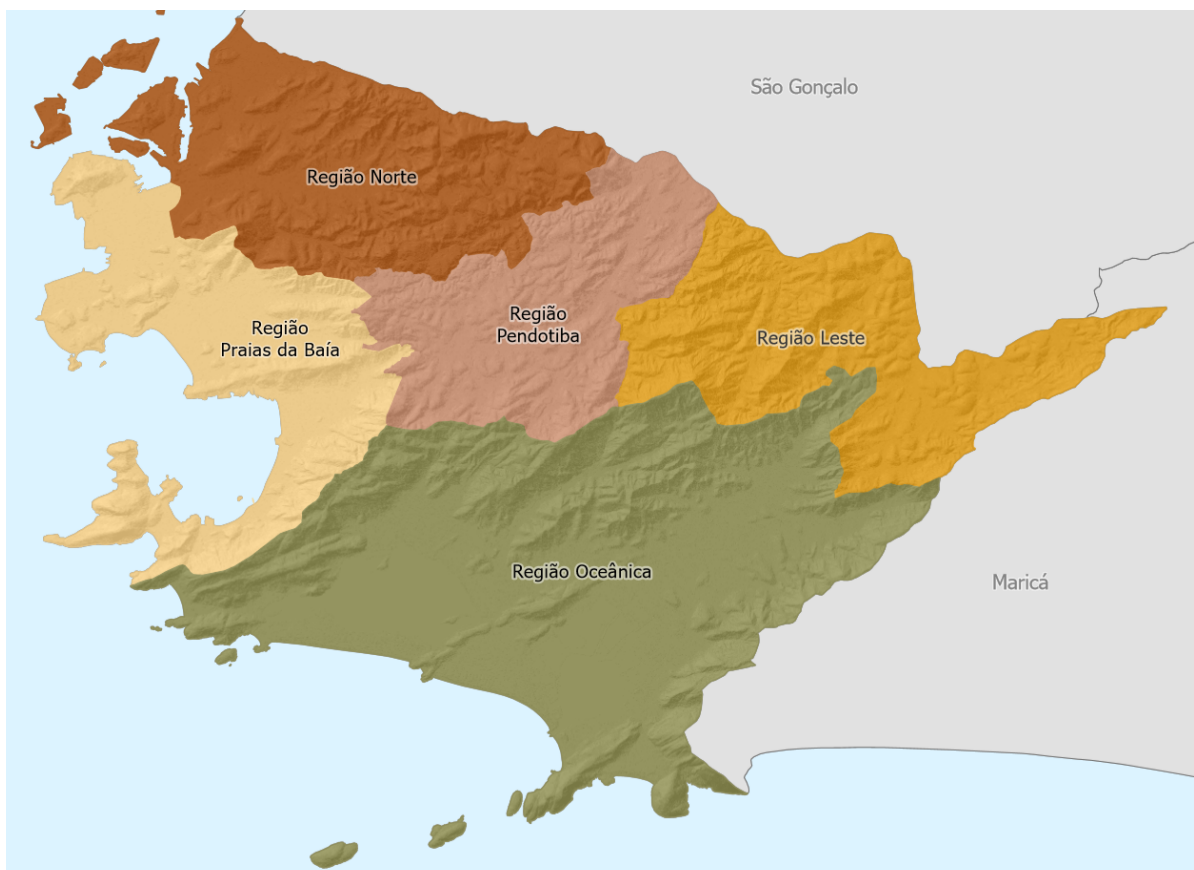 São Gonçalo
Região Norte
Região
Pendotiba
Região
Praias da Baía
Região Leste
Região Oceânica
Maricá